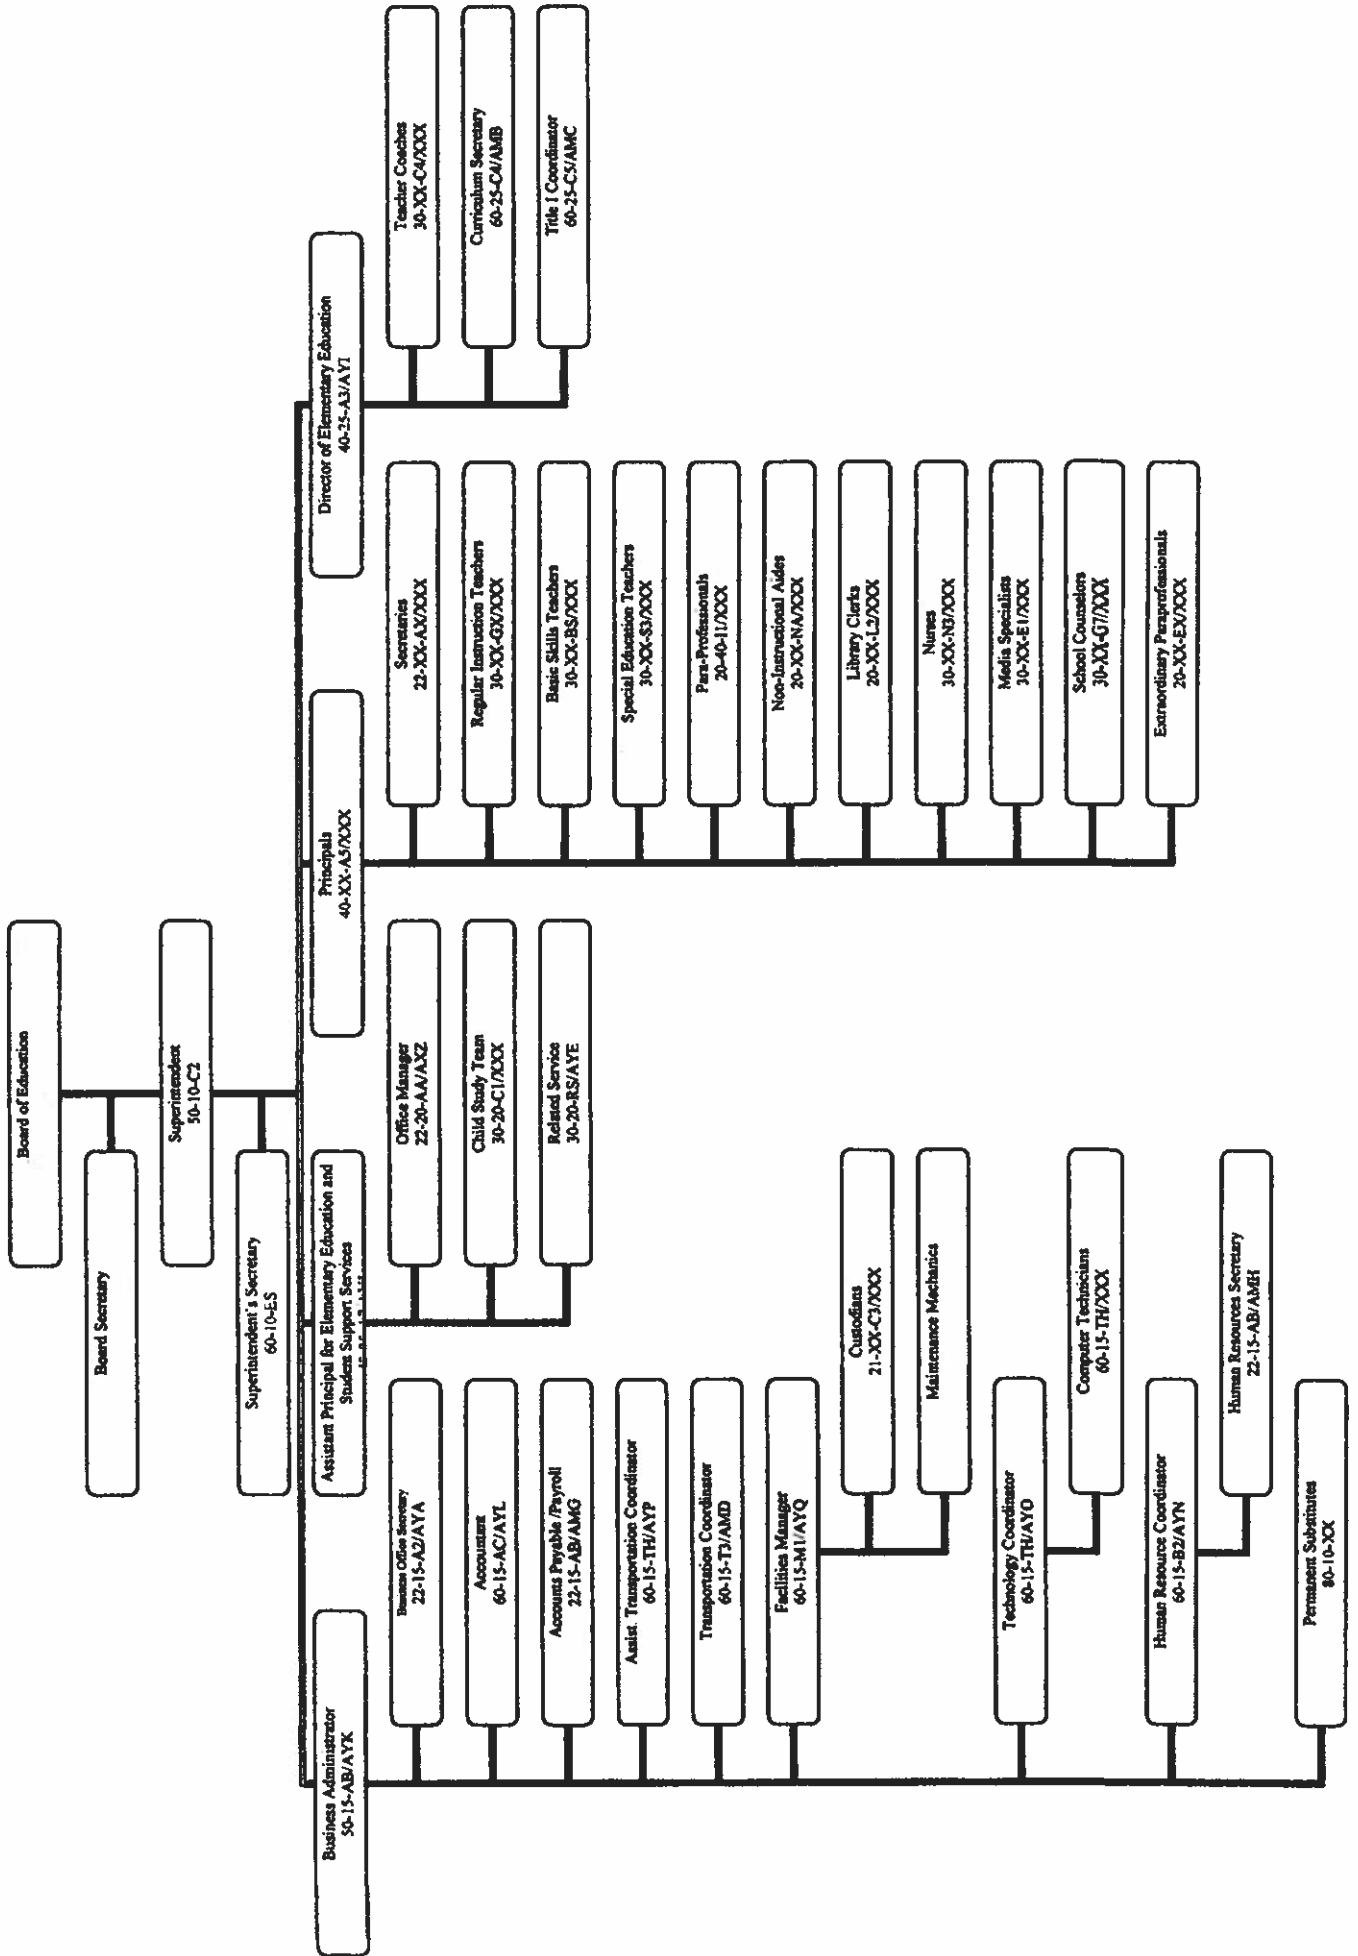 Board of Education
Board Secretary
Superintendent
50-10-C2
Superintendent's Secretary
60-10-ES
Business Administrator
50-15-AB/AYK
Business Office Secretary
22-15-A2/AYA
Accountant
60-15-AC/AYL
Accounts Payable /Payroll
22-15-AB/AMG
Assist. Transportation Coordinator
60-15-TH/AYP
Transportation Coordinator
60-15-T3/AMD
Facilities Manager
60-15-M1/AYQ
Custodians
21-XX-C3/XXX
Maintenance Mechanics
Technology Coordinator
60-15-TH/AYO
Computer Technicians
60-15-TH/XXX
Human Resource Coordinator
60-15-B2/AYN
Human Resources Secretary
22-15-AB/AMH
Permanent Substitutes
80-10-XX
Assistant Principal for Elementary Education and
Student Support Services
Office Manager
22-20-AA/AXZ
Child Study Team
30-20-C1/XXX
Related Service
30-20-RS/AYE
Principals
40-XX-A5/XXX
Secretaries
22-XX-AX/XXX
Regular Instruction Teachers
30-XX-GX/XXX
Basic Skills Teachers
30-XX-BS/XXX
Special Education Teachers
30-XX-S3/XXX
Para-Professionals
20-40-11/XXX
Non-Instructional Aides
20-XX-NA/XXX
Library Clerks
20-XX-L2/XXX
Nurses
30-XX-N3/XXX
Media Specialists
30-XX-E1/XXX
School Counselors
30-XX-G7/XXX
Extraordinary Paraprofessionals
20-XX-EX/XXX
Director of Elementary Education
40-25-A3/AYI
Teacher Coaches
30-XX-C4/XXX
Curriculum Secretary
60-25-C4/AMB
Title 1 Coordinator
60-25-C5/AMC